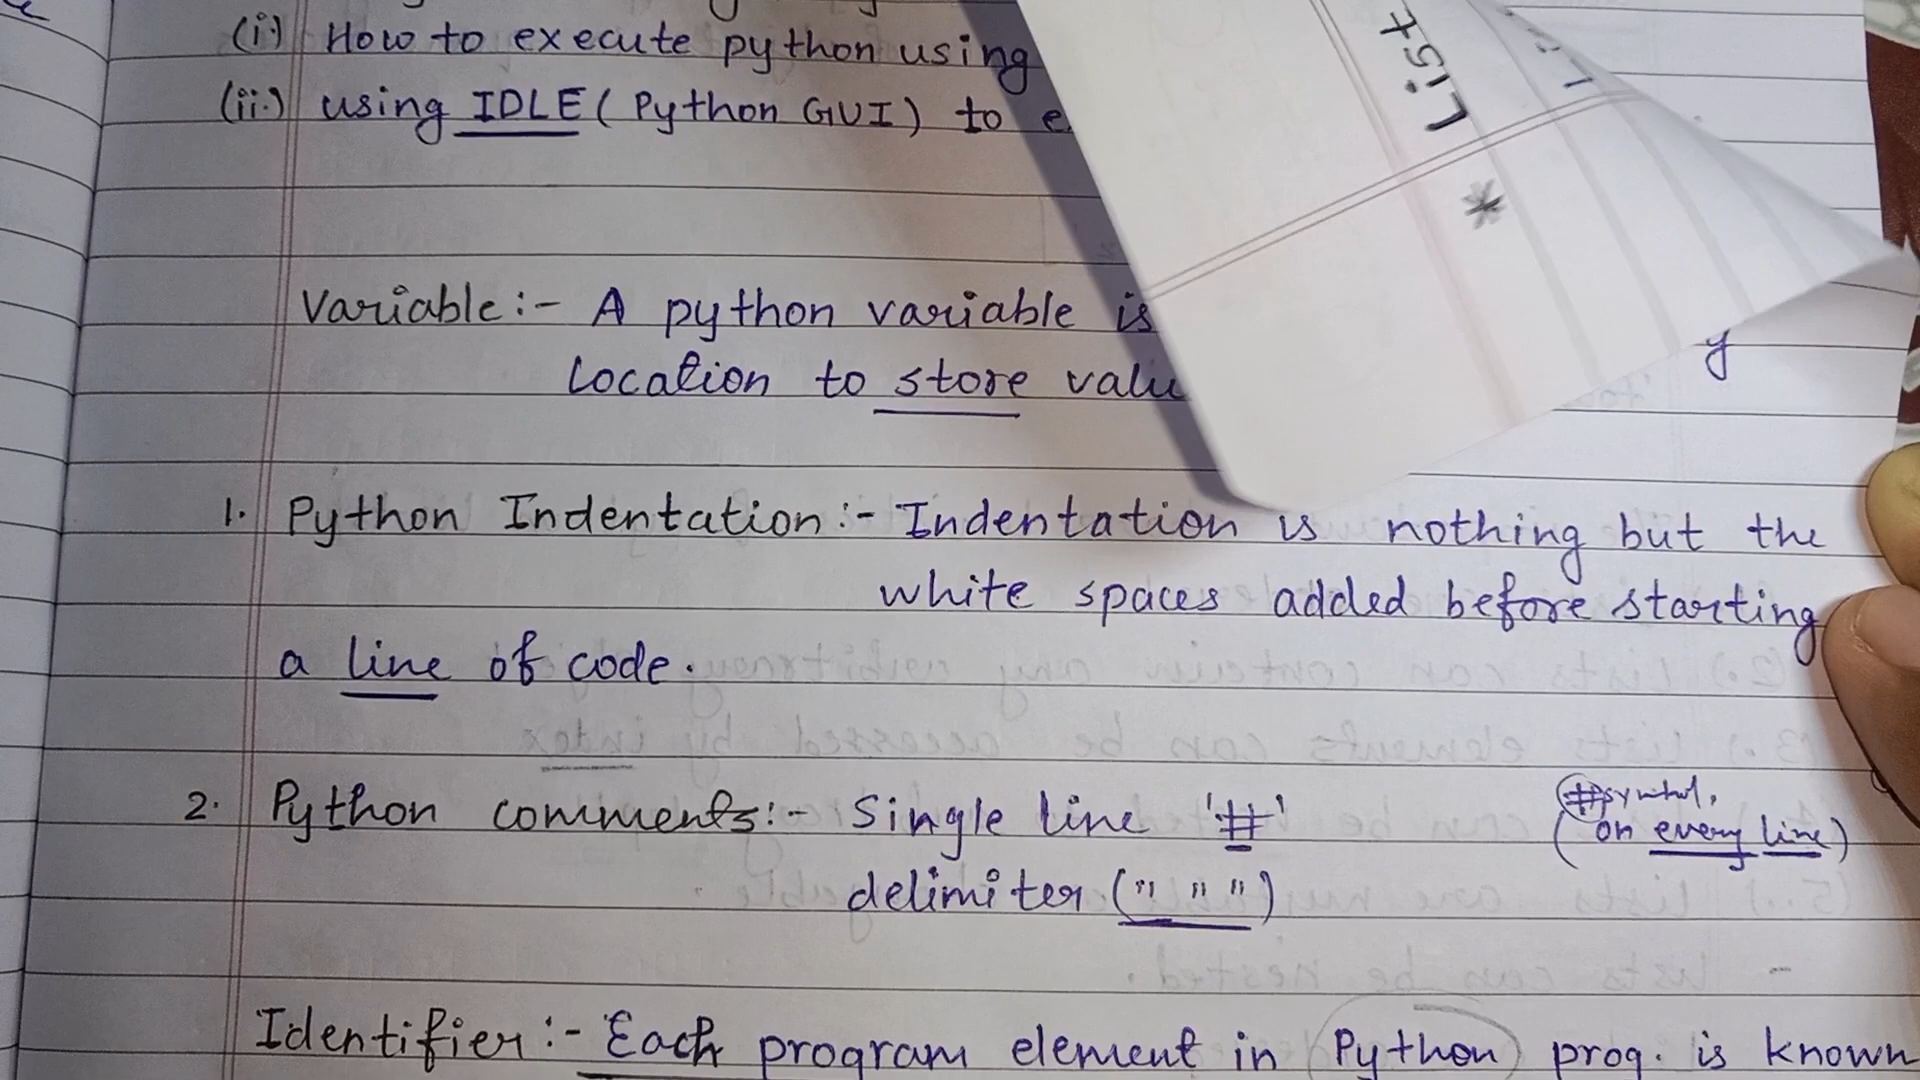 (i) How to execute python using
(ii.) using IDLE ( Python GUI ) to e
List
*
Variable :- A python variable is
y
Location to store valu
1. Python Indentation :- Indentation is nothing but the
white spaces added before starting
a line of code.
2. Python comments :- Single line '#'
(#symbol,
on every line)
delimiter (" " ")
Identifier :- Each program element in Python prog. is known